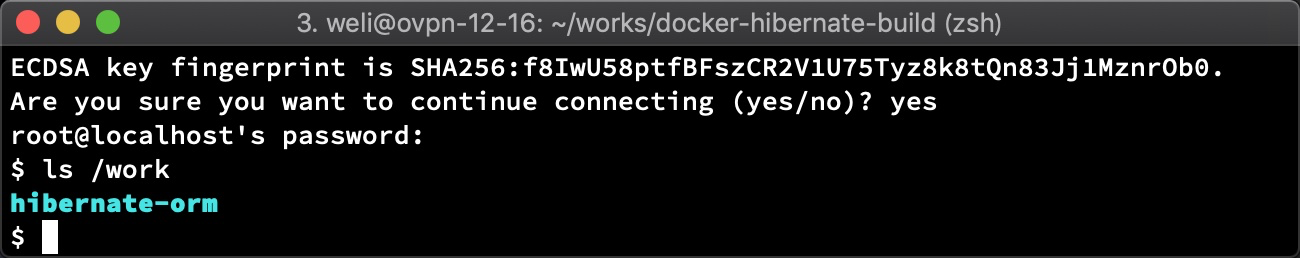 3. weli@ovpn-12-16: ~/works/docker-hibernate-build (zsh)
ECDSA key fingerprint is SHA256:f8IwU58ptfBFszCR2V1U75Tyz8k8tQn83Jj1MznrOb0.
Are you sure you want to continue connecting (yes/no)? yes
root@localhost's password:
$ ls /work
hibernate-orm
$